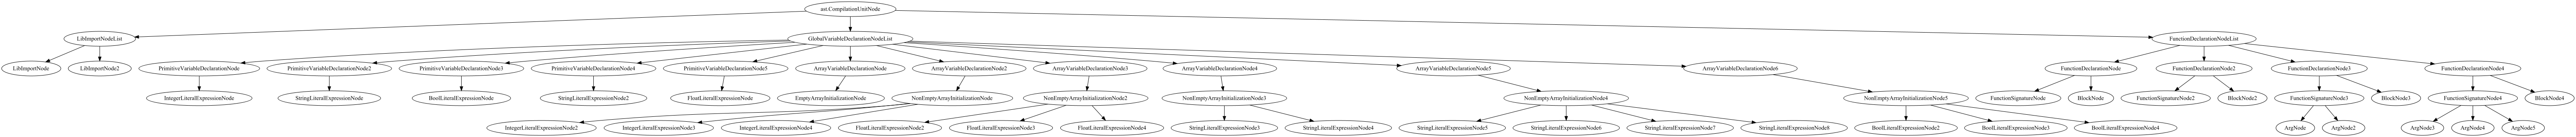 ast.CompilationUnitNode
LibImportNodeList
GlobalVariableDeclarationNodeList
FunctionDeclarationNodeList
LibImportNode
LibImportNode2
PrimitiveVariableDeclarationNode
PrimitiveVariableDeclarationNode2
PrimitiveVariableDeclarationNode3
PrimitiveVariableDeclarationNode4
PrimitiveVariableDeclarationNode5
ArrayVariableDeclarationNode
ArrayVariableDeclarationNode2
ArrayVariableDeclarationNode3
ArrayVariableDeclarationNode4
ArrayVariableDeclarationNode5
ArrayVariableDeclarationNode6
FunctionDeclarationNode
FunctionDeclarationNode2
FunctionDeclarationNode3
FunctionDeclarationNode4
IntegerLiteralExpressionNode
StringLiteralExpressionNode
BoolLiteralExpressionNode
StringLiteralExpressionNode2
FloatLiteralExpressionNode
EmptyArrayInitializationNode
NonEmptyArrayInitializationNode
NonEmptyArrayInitializationNode2
NonEmptyArrayInitializationNode3
NonEmptyArrayInitializationNode4
NonEmptyArrayInitializationNode5
FunctionSignatureNode
BlockNode
FunctionSignatureNode2
BlockNode2
FunctionSignatureNode3
BlockNode3
FunctionSignatureNode4
BlockNode4
IntegerLiteralExpressionNode2
IntegerLiteralExpressionNode3
IntegerLiteralExpressionNode4
FloatLiteralExpressionNode2
FloatLiteralExpressionNode3
FloatLiteralExpressionNode4
StringLiteralExpressionNode3
StringLiteralExpressionNode4
StringLiteralExpressionNode5
StringLiteralExpressionNode6
StringLiteralExpressionNode7
StringLiteralExpressionNode8
BoolLiteralExpressionNode2
BoolLiteralExpressionNode3
BoolLiteralExpressionNode4
ArgNode
ArgNode2
ArgNode3
ArgNode4
ArgNode5